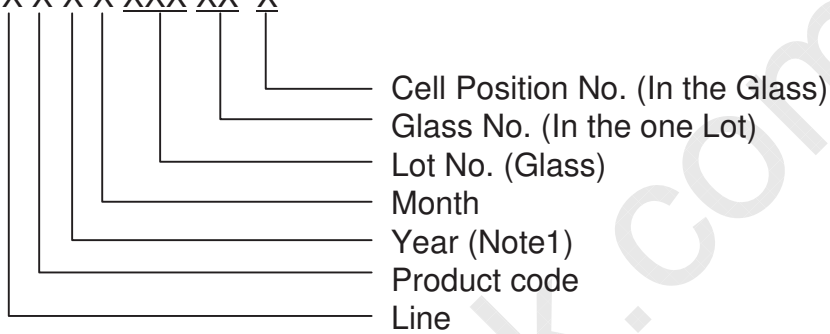 X X X X XXX XX X
Cell Position No. (In the Glass)
Glass No. (In the one Lot)
Lot No. (Glass)
Month
Year (Note1)
Product code
Line